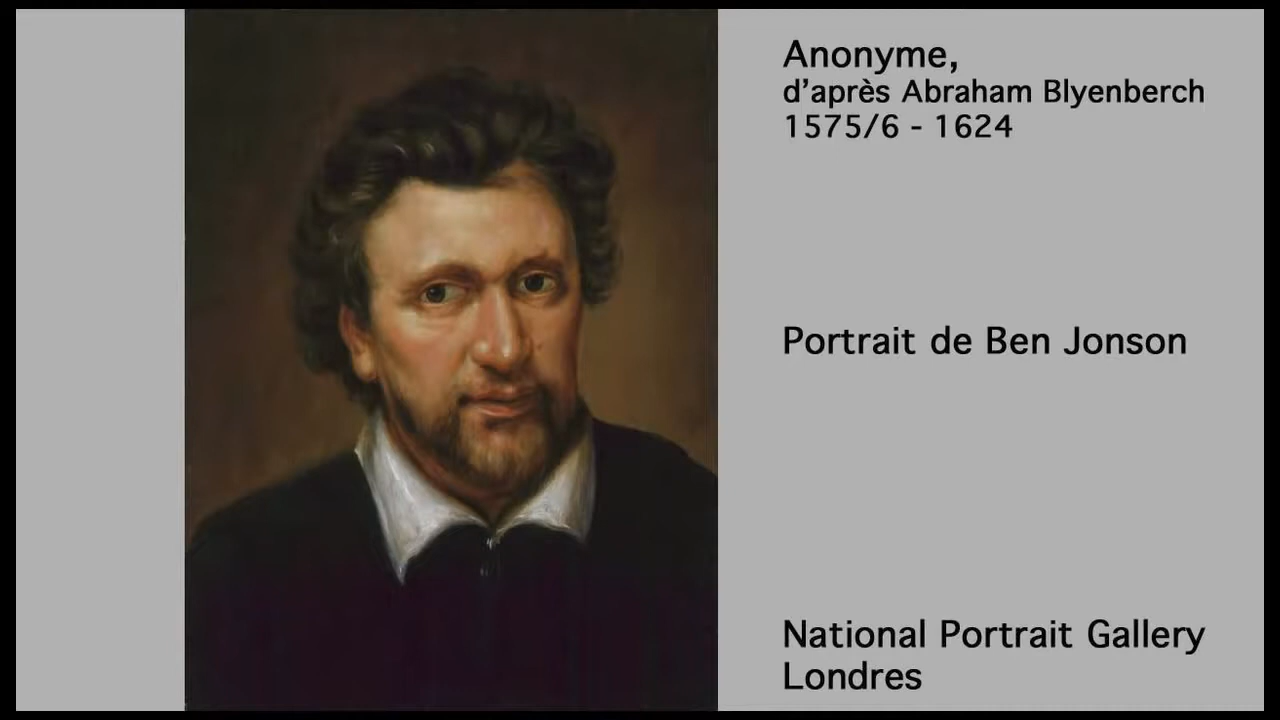 Anonyme,
d'après Abraham Blyenberch
1575/6 - 1624
Portrait de Ben Jonson
National Portrait Gallery
Londres